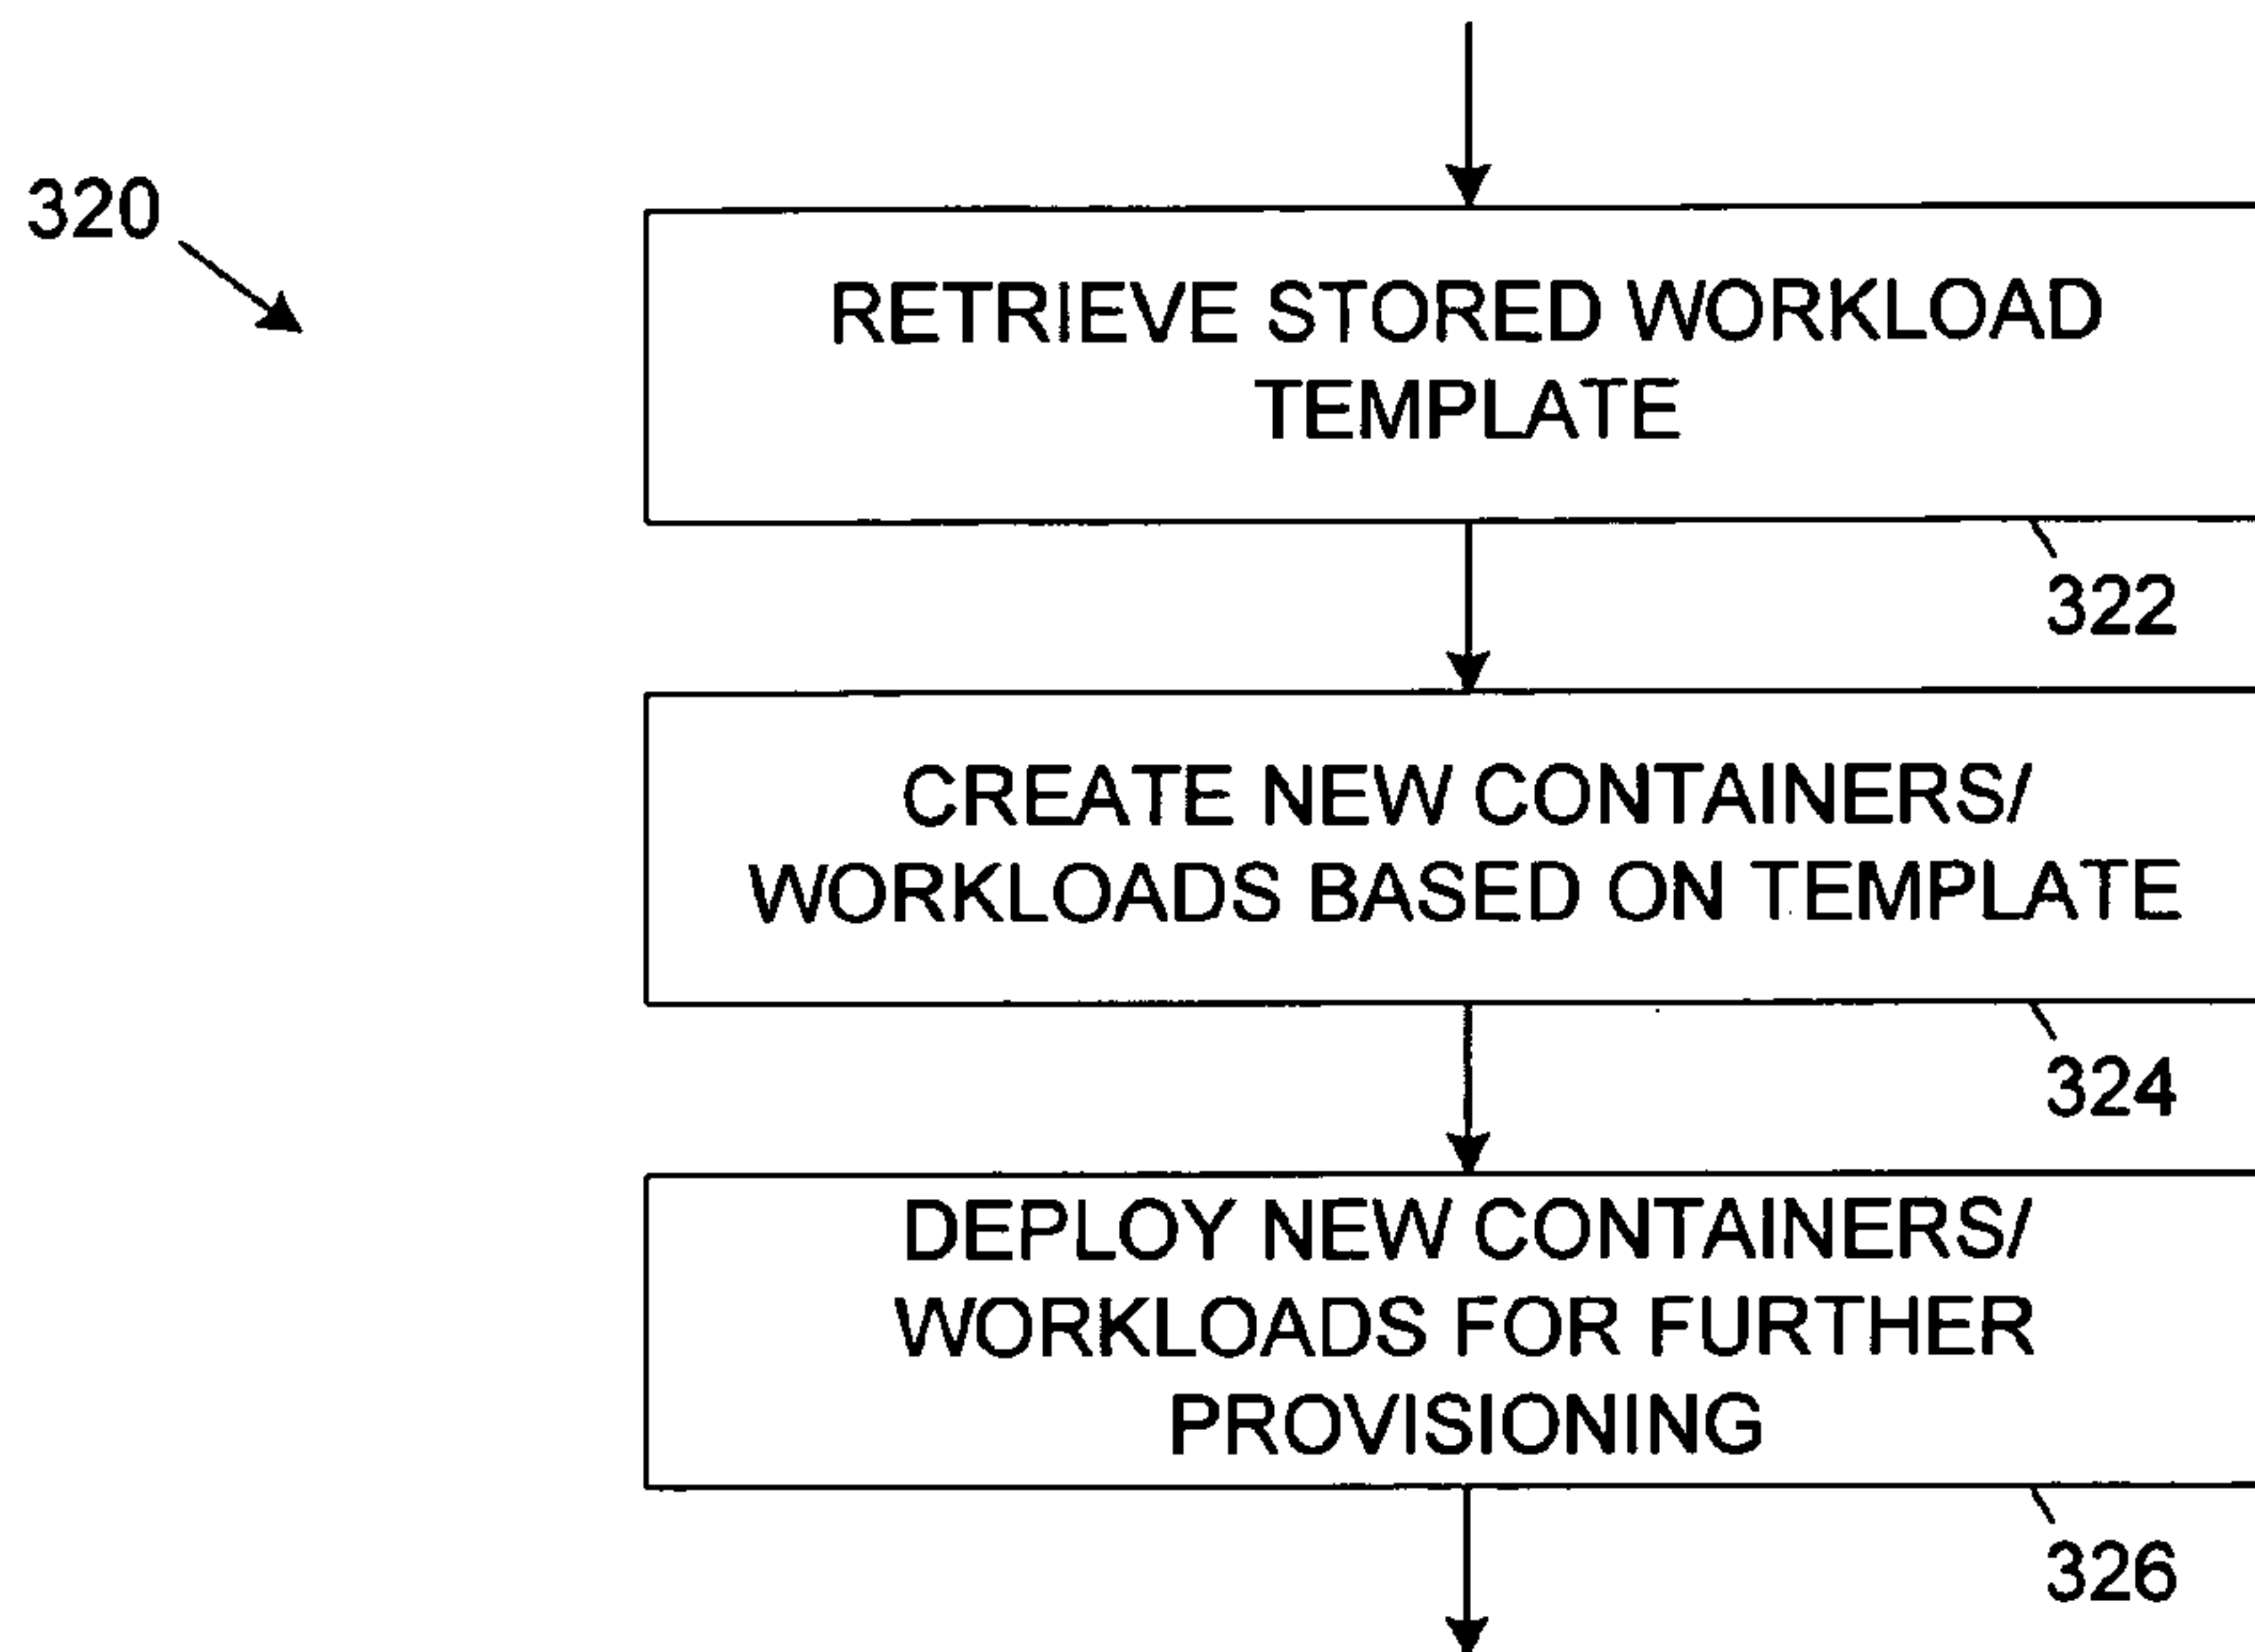 320
RETRIEVE STORED WORKLOAD
TEMPLATE
322
CREATE NEW CONTAINERS/
WORKLOADS BASED ON TEMPLATE
324
DEPLOY NEW CONTAINERS/
WORKLOADS FOR FURTHER
PROVISIONING
326